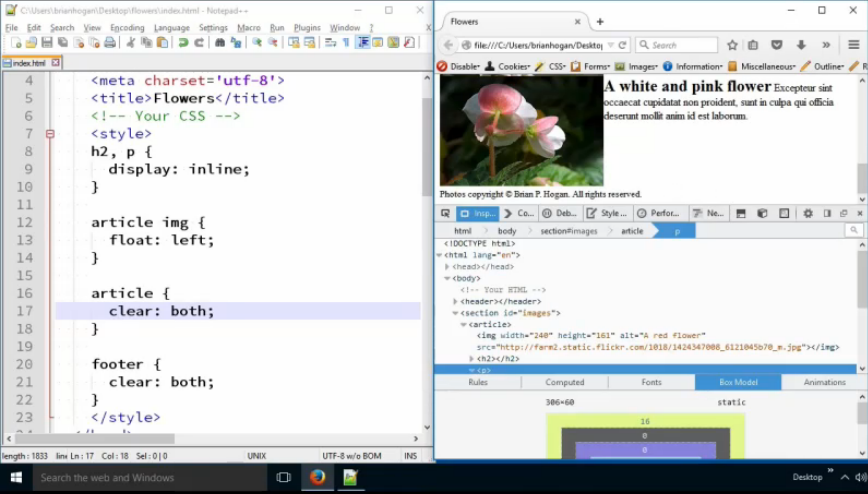 C:\Users\brianhogan\Desktop\flowers\index.html - Notepad++
File Edit Search View Encoding Language Settings Macro Run Plugins Window ?
index.html
4 <meta charset='utf-8'>
5 <title>Flowers</title>
6 <!-- Your CSS -->
7 <style>
8 h2, p {
9 display: inline;
10 }
11
12 article img {
13 float: left;
14 }
15
16 article {
17 clear: both;
18 }
19
20 footer {
21 clear: both;
22 }
23 </style>
length : 1833 line Ln : 17 Col : 18 Sel : 0 | 0 UNIX UTF-8 w/o BOM INS
Flowers
file:///C:/Users/brianhogan/Desktop
Search
Disable Cookies CSS Forms Images Information Miscellaneous Outline
A white and pink flower Excepteur sint
occaecat cupidatat non proident, sunt in culpa qui officia
deserunt mollit anim id est laborum.
Photos copyright © Brian P. Hogan. All rights reserved.
Insp... Co... Deb... Style ... Perfor... Ne...
html body section#images article p
<!DOCTYPE html>
<html lang="en">
<head></head>
<body>
<!-- Your HTML -->
<header></header>
<section id="images">
<article>
<img width="240" height="161" alt="A red flower"
src="http://farm2.static.flickr.com/1018/1424347008_6121045b70_m.jpg"></img>
<h2></h2>
<p>
Rules Computed Fonts Box Model Animations
306×60 static
16
0
0
Search the web and Windows
Desktop